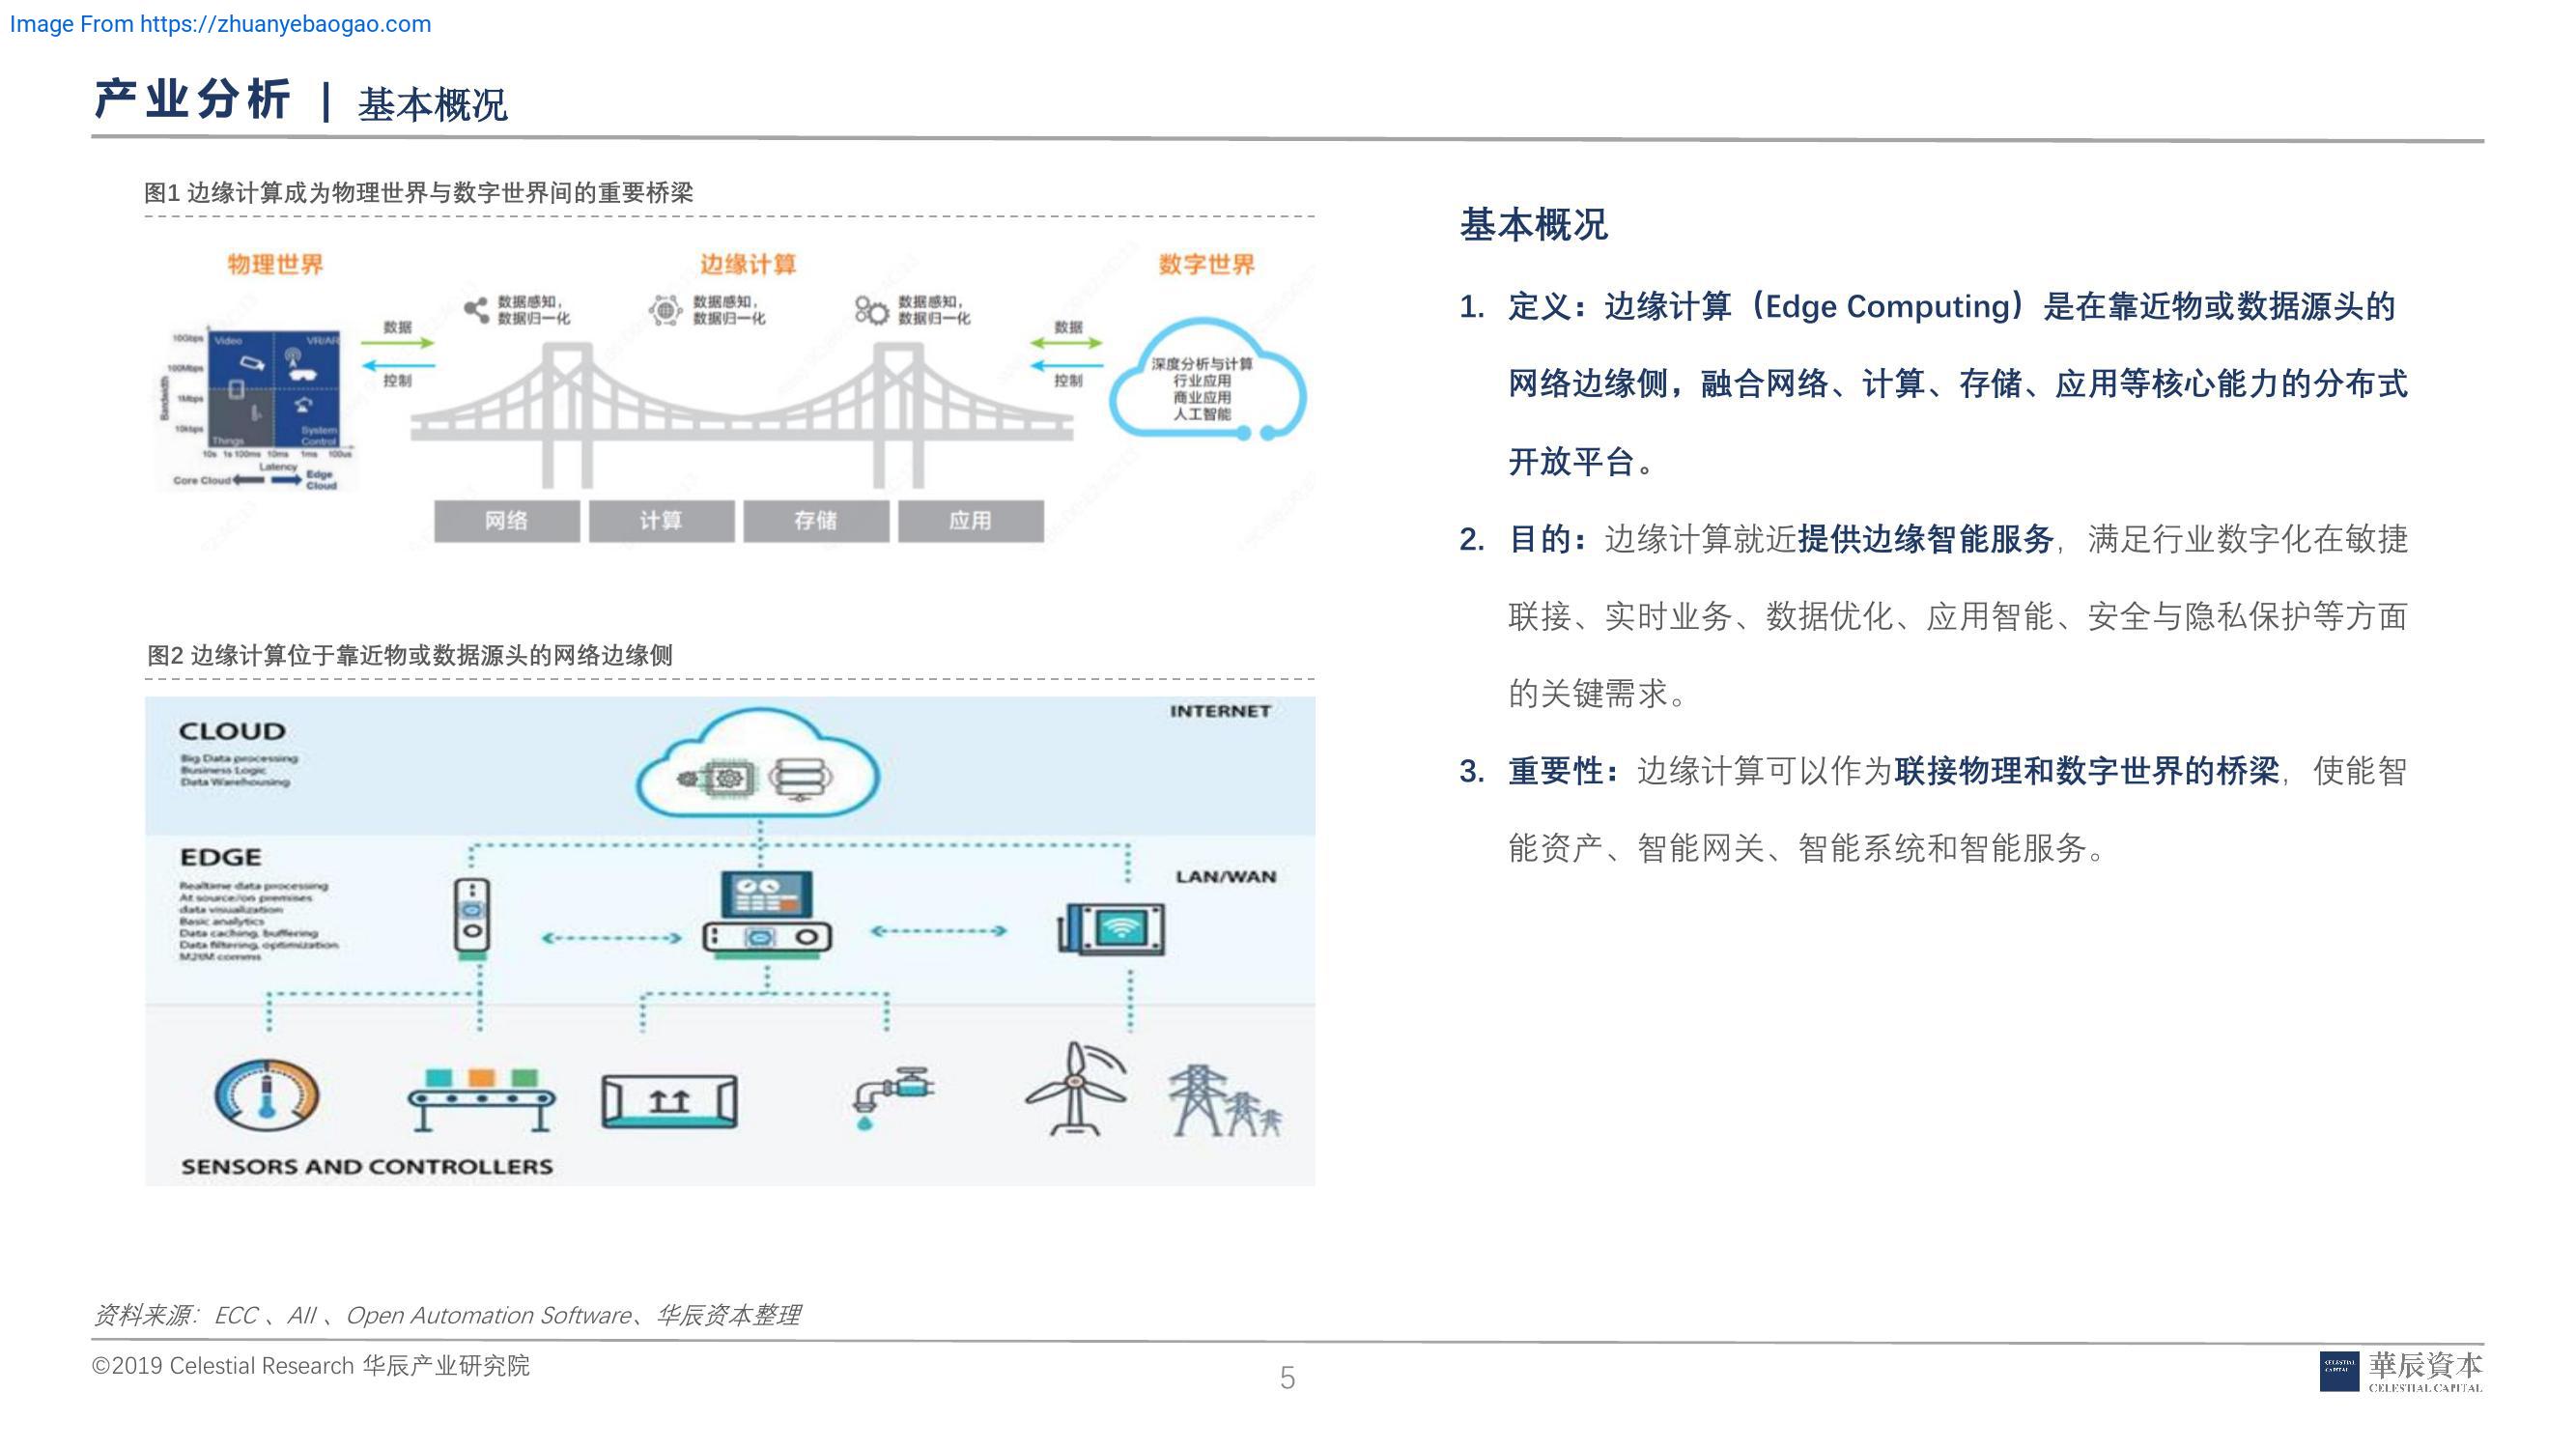 Image From https://zhuanyebaogao.com
产业分析 | 基本概况
图1 边缘计算成为物理世界与数字世界间的重要桥梁
物理世界
边缘计算
数字世界
数据感知,
数据归一化
数据感知,
数据归一化
数据感知,
数据归一化
数据
控制
数据
控制
100Mbps
1Mbps
10kbps
Bandwidth
Video
VR/AR
Things
System
Control
10s 1s 100ms 10ms 1ms 100us
Latency
Core Cloud
Edge
Cloud
深度分析与计算
行业应用
商业应用
人工智能
网络
计算
存储
应用
图2 边缘计算位于靠近物或数据源头的网络边缘侧
CLOUD
Big Data processing
Business Logic
Data Warehousing
INTERNET
EDGE
Realtime data processing
At source/on premises
data visualization
Basic analytics
Data caching, buffering
Data filtering, optimization
M2M comms
LAN/WAN
SENSORS AND CONTROLLERS
基本概况
1. 定义：边缘计算（Edge Computing）是在靠近物或数据源头的
网络边缘侧，融合网络、计算、存储、应用等核心能力的分布式
开放平台。
2. 目的：边缘计算就近提供边缘智能服务，满足行业数字化在敏捷
联接、实时业务、数据优化、应用智能、安全与隐私保护等方面
的关键需求。
3. 重要性：边缘计算可以作为联接物理和数字世界的桥梁，使能智
能资产、智能网关、智能系统和智能服务。
资料来源：ECC 、AII 、Open Automation Software、华辰资本整理
©2019 Celestial Research 华辰产业研究院
5
CELESTIAL
CAPITAL
華辰資本
CELESTIAL CAPITAL